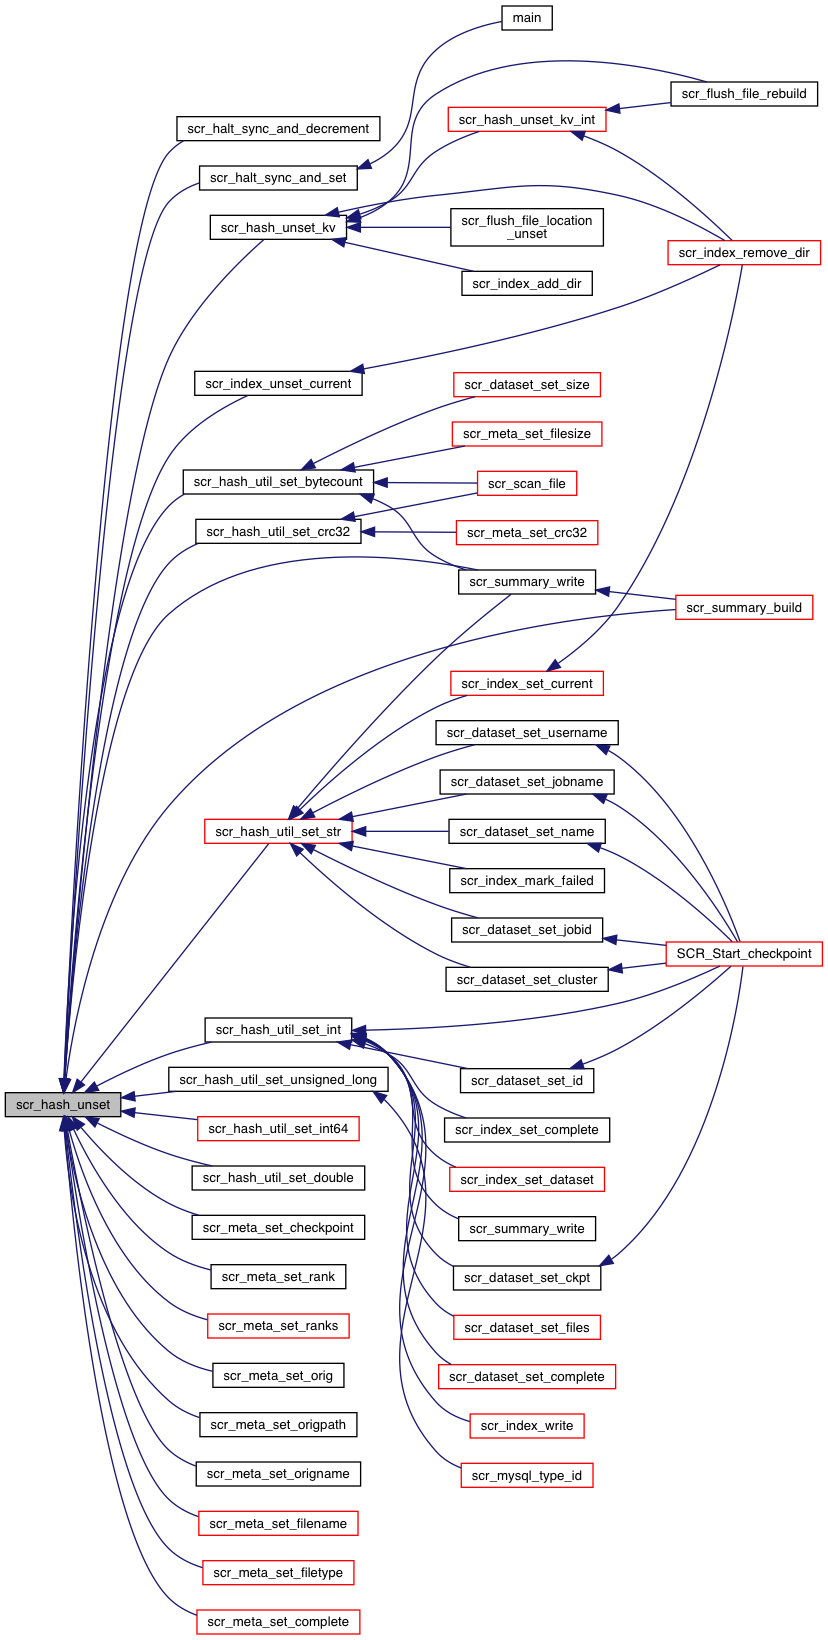 main
scr_flush_file_rebuild
scr_hash_unset_kv_int
scr_halt_sync_and_decrement
scr_halt_sync_and_set
scr_hash_unset_kv
scr_flush_file_location
_unset
scr_index_remove_dir
scr_index_add_dir
scr_index_unset_current
scr_dataset_set_size
scr_meta_set_filesize
scr_hash_util_set_bytecount
scr_scan_file
scr_hash_util_set_crc32
scr_meta_set_crc32
scr_summary_write
scr_summary_build
scr_index_set_current
scr_dataset_set_username
scr_dataset_set_jobname
scr_hash_util_set_str
scr_dataset_set_name
scr_index_mark_failed
scr_dataset_set_jobid
SCR_Start_checkpoint
scr_dataset_set_cluster
scr_hash_util_set_int
scr_hash_util_set_unsigned_long
scr_dataset_set_id
scr_hash_unset
scr_hash_util_set_int64
scr_index_set_complete
scr_hash_util_set_double
scr_index_set_dataset
scr_meta_set_checkpoint
scr_summary_write
scr_meta_set_rank
scr_dataset_set_ckpt
scr_meta_set_ranks
scr_dataset_set_files
scr_meta_set_orig
scr_dataset_set_complete
scr_meta_set_origpath
scr_index_write
scr_meta_set_origname
scr_mysql_type_id
scr_meta_set_filename
scr_meta_set_filetype
scr_meta_set_complete